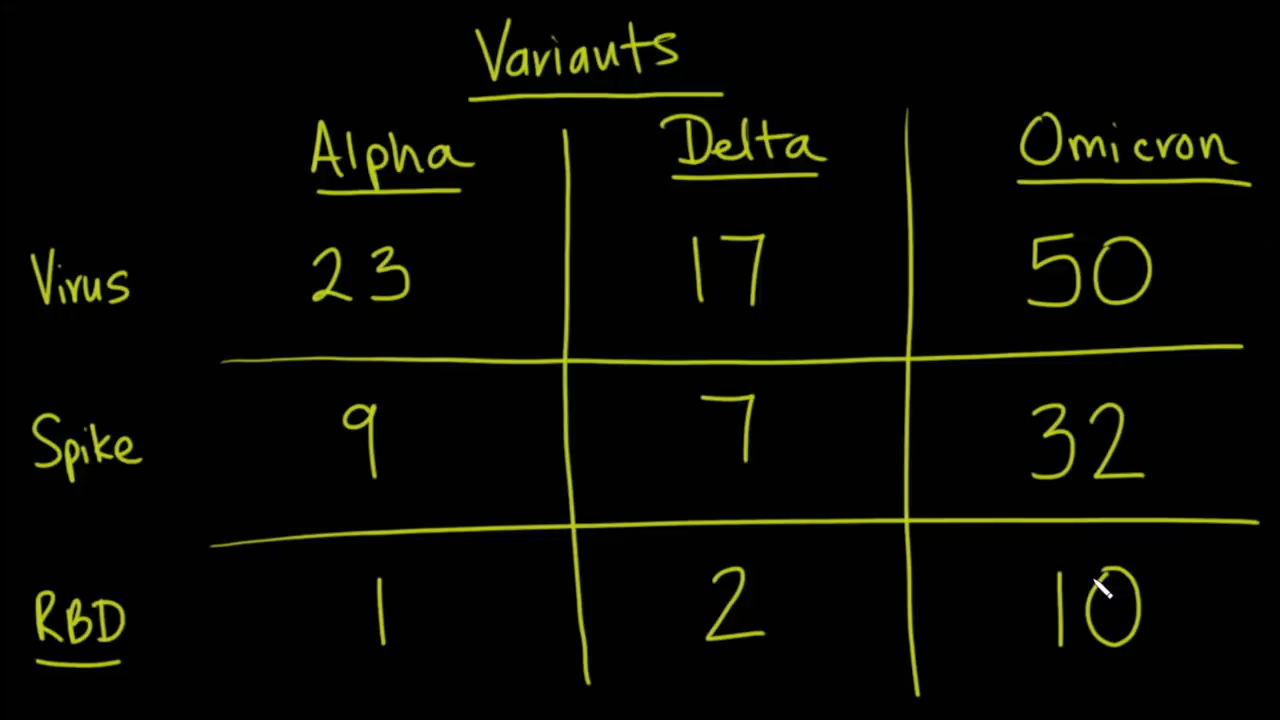 Variants
Alpha Delta Omicron
Virus 23 17 50
Spike 9 7 32
RBD 1 2 10